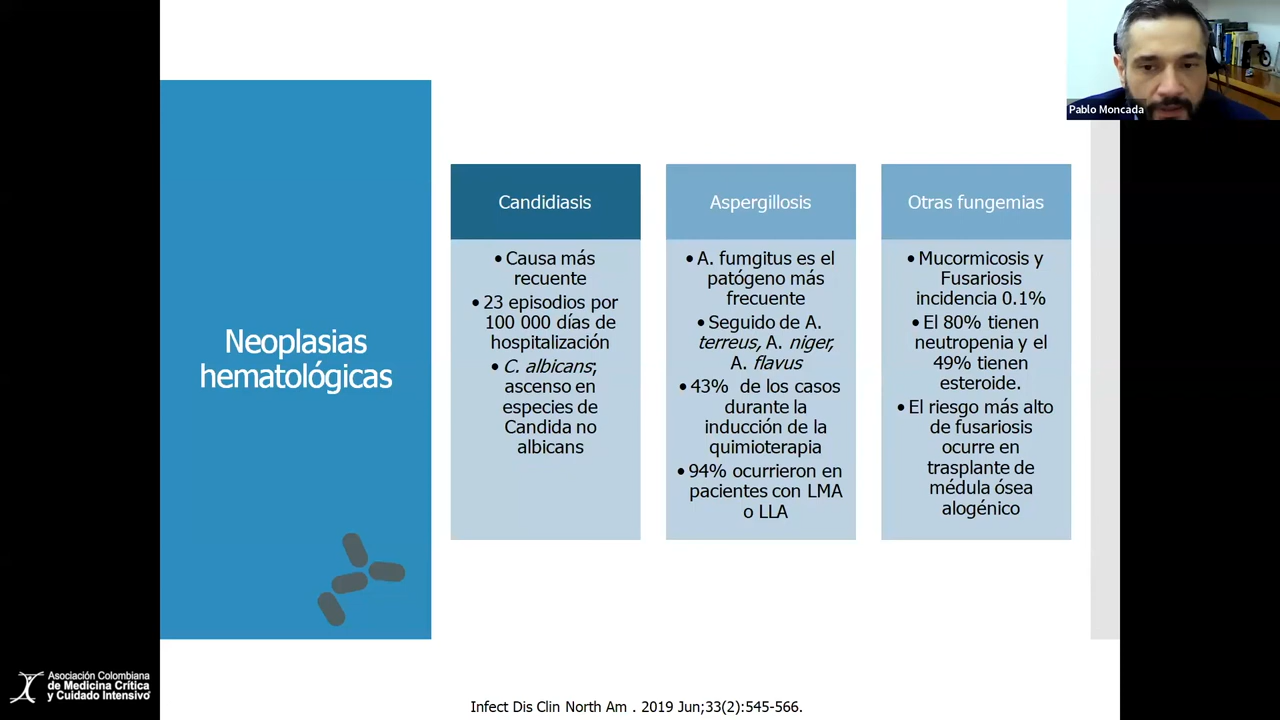 Pablo Moncada
Neoplasias
hematológicas
Candidiasis
• Causa más
recuente
• 23 episodios por
100 000 días de
hospitalización
• C. albicans;
ascenso en
especies de
Candida no
albicans
Aspergillosis
• A. fumgitus es el
patógeno más
frecuente
• Seguido de A.
terreus, A. niger,
A. flavus
• 43% de los casos
durante la
inducción de la
quimioterapia
• 94% ocurrieron en
pacientes con LMA
o LLA
Otras fungemias
• Mucormicosis y
Fusariosis
incidencia 0.1%
• El 80% tienen
neutropenia y el
49% tienen
esteroide.
• El riesgo más alto
de fusariosis
ocurre en
trasplante de
médula ósea
alogénico
Asociación Colombiana
de Medicina Crítica
y Cuidado Intensivo
Infect Dis Clin North Am . 2019 Jun;33(2):545-566.